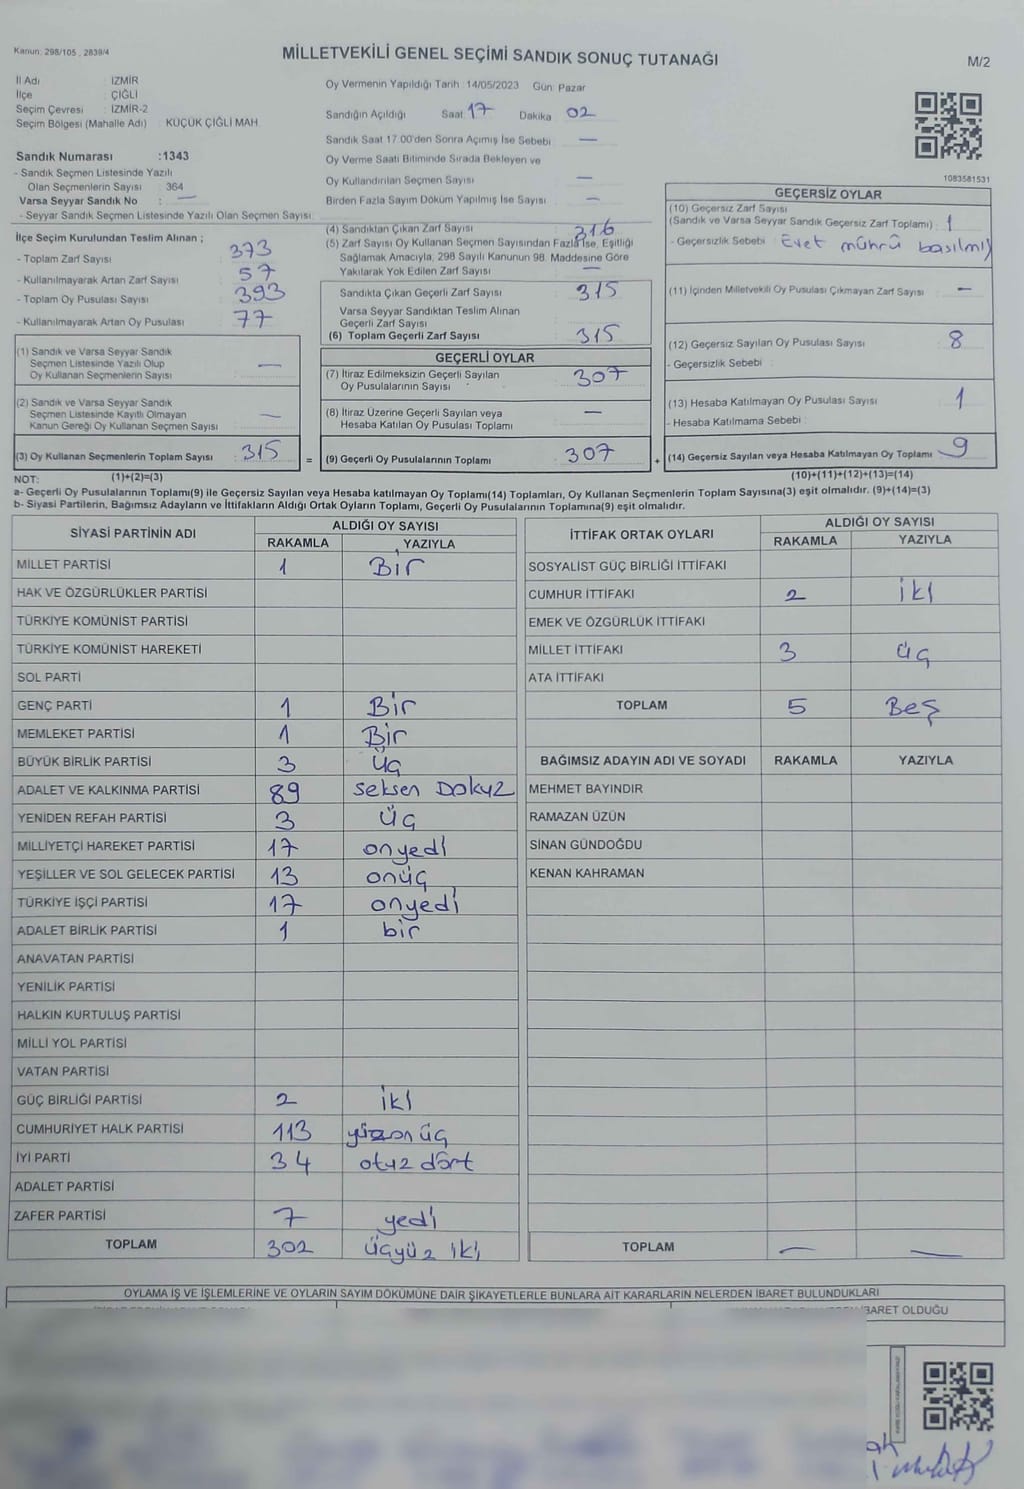 Kanun: 298/105 , 2839/4
MİLLETVEKİLİ GENEL SEÇİMİ SANDIK SONUÇ TUTANAĞI
M/2
İl Adı : İZMİR
İlçe : ÇİĞLİ
Seçim Çevresi : İZMİR-2
Seçim Bölgesi (Mahalle Adı) : KÜÇÜK ÇİĞLİ MAH.
Sandık Numarası :1343
- Sandık Seçmen Listesinde Yazılı
Olan Seçmenlerin Sayısı : 364
Varsa Seyyar Sandık No : —
- Seyyar Sandık Seçmen Listesinde Yazılı Olan Seçmen Sayısı:
İlçe Seçim Kurulundan Teslim Alınan ;
- Toplam Zarf Sayısı : 373
- Kullanılmayarak Artan Zarf Sayısı : 57
- Toplam Oy Pusulası Sayısı : 393
- Kullanılmayarak Artan Oy Pusulası : 77
(1) Sandık ve Varsa Seyyar Sandık
Seçmen Listesinde Yazılı Olup
Oy Kullanan Seçmenlerin Sayısı : —
(2) Sandık ve Varsa Seyyar Sandık
Seçmen Listesinde Kayıtlı Olmayan
Kanun Gereği Oy Kullanan Seçmen Sayısı : —
(3) Oy Kullanan Seçmenlerin Toplam Sayısı : 315
Oy Vermenin Yapıldığı Tarih :14/05/2023 Gün: Pazar
Sandığın Açıldığı Saat: 17 Dakika: 02
Sandık Saat 17.00'den Sonra Açılmış İse Sebebi : —
Oy Verme Saati Bitiminde Sırada Bekleyen ve
Oy Kullandırılan Seçmen Sayısı : —
Birden Fazla Sayım Döküm Yapılmış İse Sayısı : —
(4) Sandıktan Çıkan Zarf Sayısı : 316
(5) Zarf Sayısı Oy Kullanan Seçmen Sayısından Fazla İse, Eşitliği
Sağlamak Amacıyla, 298 Sayılı Kanunun 98. Maddesine Göre
Yakılarak Yok Edilen Zarf Sayısı : —
Sandıkta Çıkan Geçerli Zarf Sayısı : 315
Varsa Seyyar Sandıktan Teslim Alınan
Geçerli Zarf Sayısı :
(6) Toplam Geçerli Zarf Sayısı : 315
GEÇERLİ OYLAR
(7) İtiraz Edilmeksizin Geçerli Sayılan
Oy Pusulalarının Sayısı : 307
(8) İtiraz Üzerine Geçerli Sayılan veya
Hesaba Katılan Oy Pusulası Toplamı : —
= (9) Geçerli Oy Pusulalarının Toplamı : 307
1083581531
GEÇERSİZ OYLAR
(10) Geçersiz Zarf Sayısı
(Sandık ve Varsa Seyyar Sandık Geçersiz Zarf Toplamı) : 1
- Geçersizlik Sebebi : Evet mührü basılmış
(11) İçinden Milletvekili Oy Pusulası Çıkmayan Zarf Sayısı : —
(12) Geçersiz Sayılan Oy Pusulası Sayısı : 8
- Geçersizlik Sebebi :
(13) Hesaba Katılmayan Oy Pusulası Sayısı : 1
- Hesaba Katılmama Sebebi :
+ (14) Geçersiz Sayılan veya Hesaba Katılmayan Oy Toplamı : 9
NOT: (1)+(2)=(3) (10)+(11)+(12)+(13)=(14)
a- Geçerli Oy Pusulalarının Toplamı(9) ile Geçersiz Sayılan veya Hesaba katılmayan Oy Toplamı(14) Toplamları, Oy Kullanan Seçmenlerin Toplam Sayısına(3) eşit olmalıdır. (9)+(14)=(3)
b- Siyasi Partilerin, Bağımsız Adayların ve İttifakların Aldığı Ortak Oyların Toplamı, Geçerli Oy Pusulalarının Toplamına(9) eşit olmalıdır.
SİYASİ PARTİNİN ADI ALDIĞI OY SAYISI
RAKAMLA YAZIYLA
MİLLET PARTİSİ 1 Bir
HAK VE ÖZGÜRLÜKLER PARTİSİ
TÜRKİYE KOMÜNİST PARTİSİ
TÜRKİYE KOMÜNİST HAREKETİ
SOL PARTİ
GENÇ PARTİ 1 Bir
MEMLEKET PARTİSİ 1 Bir
BÜYÜK BİRLİK PARTİSİ 3 Üç
ADALET VE KALKINMA PARTİSİ 89 Seksen Dokuz
YENİDEN REFAH PARTİSİ 3 Üç
MİLLİYETÇİ HAREKET PARTİSİ 17 onyedi
YEŞİLLER VE SOL GELECEK PARTİSİ 13 onüç
TÜRKİYE İŞÇİ PARTİSİ 17 onyedi
ADALET BİRLİK PARTİSİ 1 bir
ANAVATAN PARTİSİ
YENİLİK PARTİSİ
HALKIN KURTULUŞ PARTİSİ
MİLLİ YOL PARTİSİ
VATAN PARTİSİ
GÜÇ BİRLİĞİ PARTİSİ 2 iki
CUMHURİYET HALK PARTİSİ 113 yüzonüç
İYİ PARTİ 34 otuz dört
ADALET PARTİSİ
ZAFER PARTİSİ 7 yedi
TOPLAM 302 Üçyüz iki
İTTİFAK ORTAK OYLARI ALDIĞI OY SAYISI
RAKAMLA YAZIYLA
SOSYALİST GÜÇ BİRLİĞİ İTTİFAKI
CUMHUR İTTİFAKI 2 iki
EMEK VE ÖZGÜRLÜK İTTİFAKI
MİLLET İTTİFAKI 3 üç
ATA İTTİFAKI
TOPLAM 5 Beş
BAĞIMSIZ ADAYIN ADI VE SOYADI RAKAMLA YAZIYLA
MEHMET BAYINDIR
RAMAZAN ÜZÜN
SİNAN GÜNDOĞDU
KENAN KAHRAMAN
TOPLAM — —
OYLAMA İŞ VE İŞLEMLERİNE VE OYLARIN SAYIM DÖKÜMÜNE DAİR ŞİKAYETLERLE BUNLARA AİT KARARLARIN NELERDEN İBARET BULUNDUKLARI
İBARET OLDUĞU